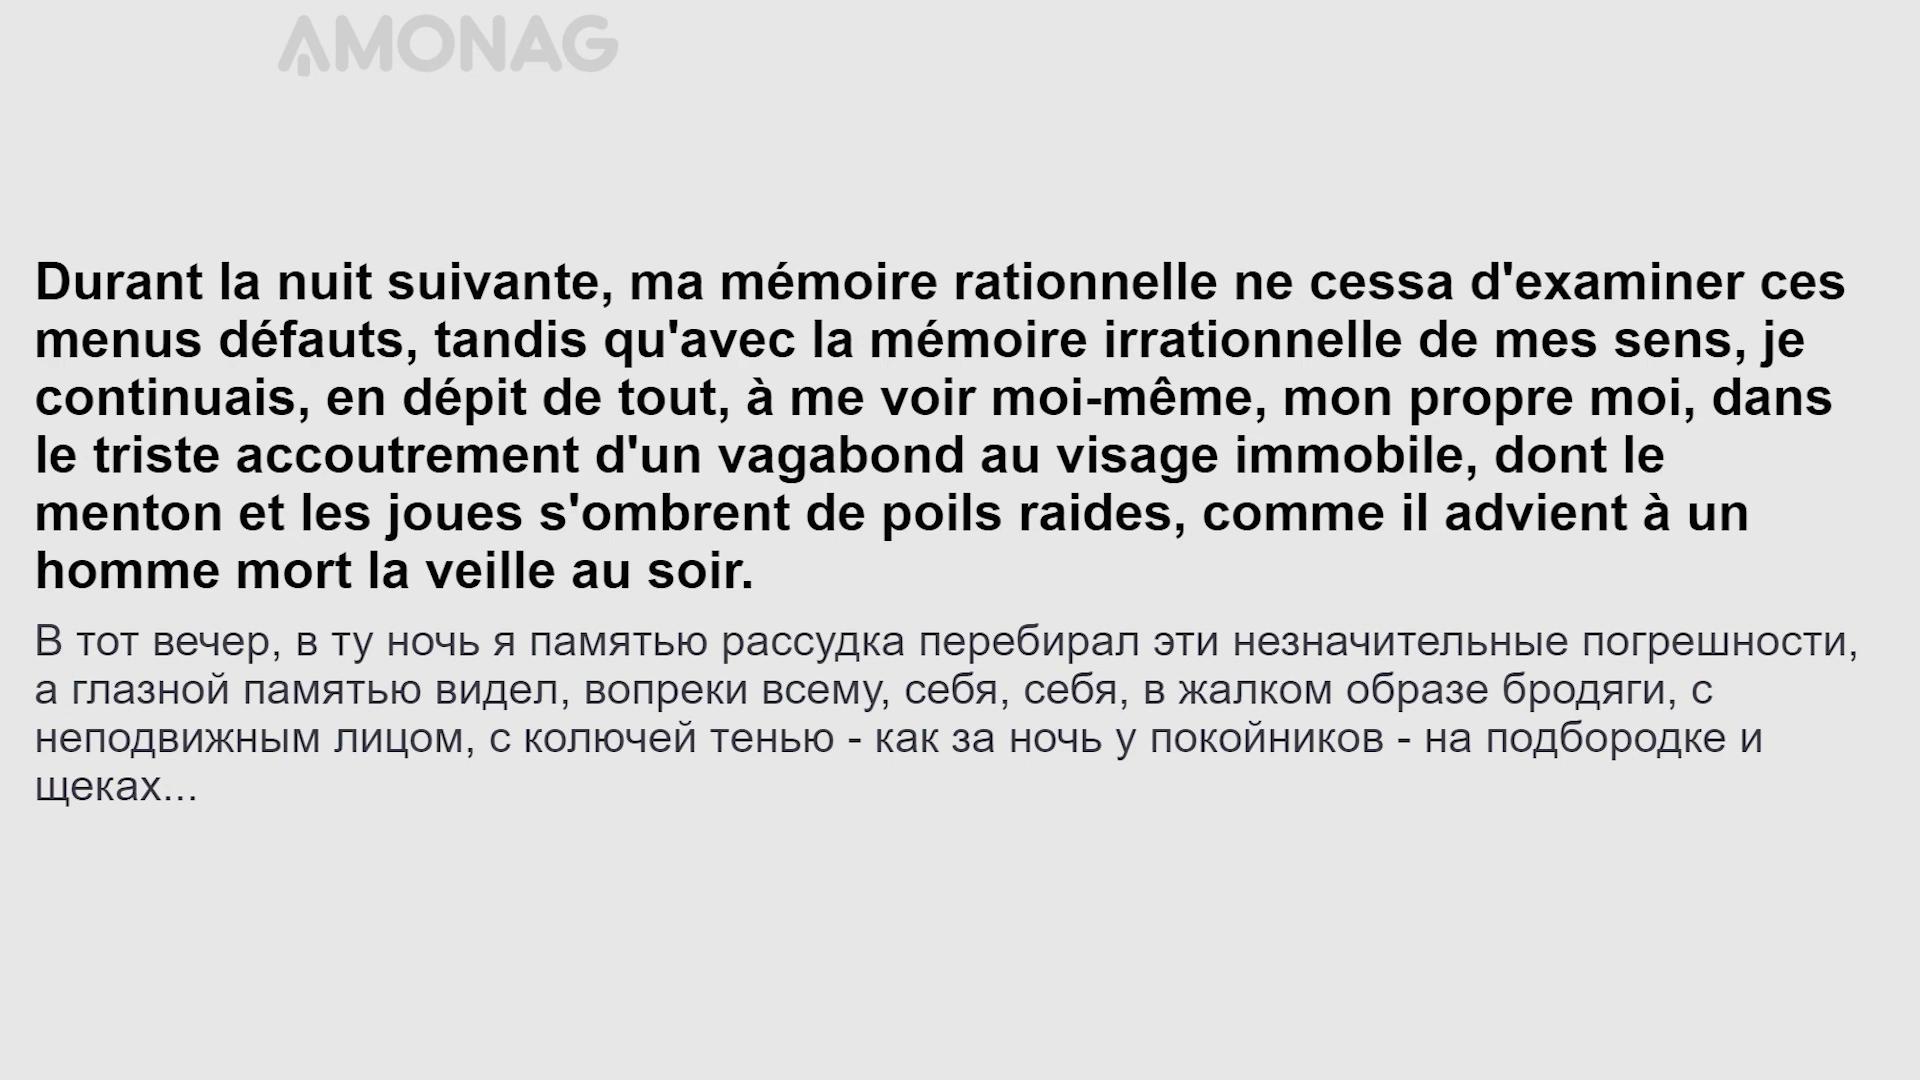 AMONAG
Durant la nuit suivante, ma mémoire rationnelle ne cessa d'examiner ces
menus défauts, tandis qu'avec la mémoire irrationnelle de mes sens, je
continuais, en dépit de tout, à me voir moi-même, mon propre moi, dans
le triste accoutrement d'un vagabond au visage immobile, dont le
menton et les joues s'ombrent de poils raides, comme il advient à un
homme mort la veille au soir.
В тот вечер, в ту ночь я памятью рассудка перебирал эти незначительные погрешности,
а глазной памятью видел, вопреки всему, себя, себя, в жалком образе бродяги, с
неподвижным лицом, с колючей тенью - как за ночь у покойников - на подбородке и
щеках...